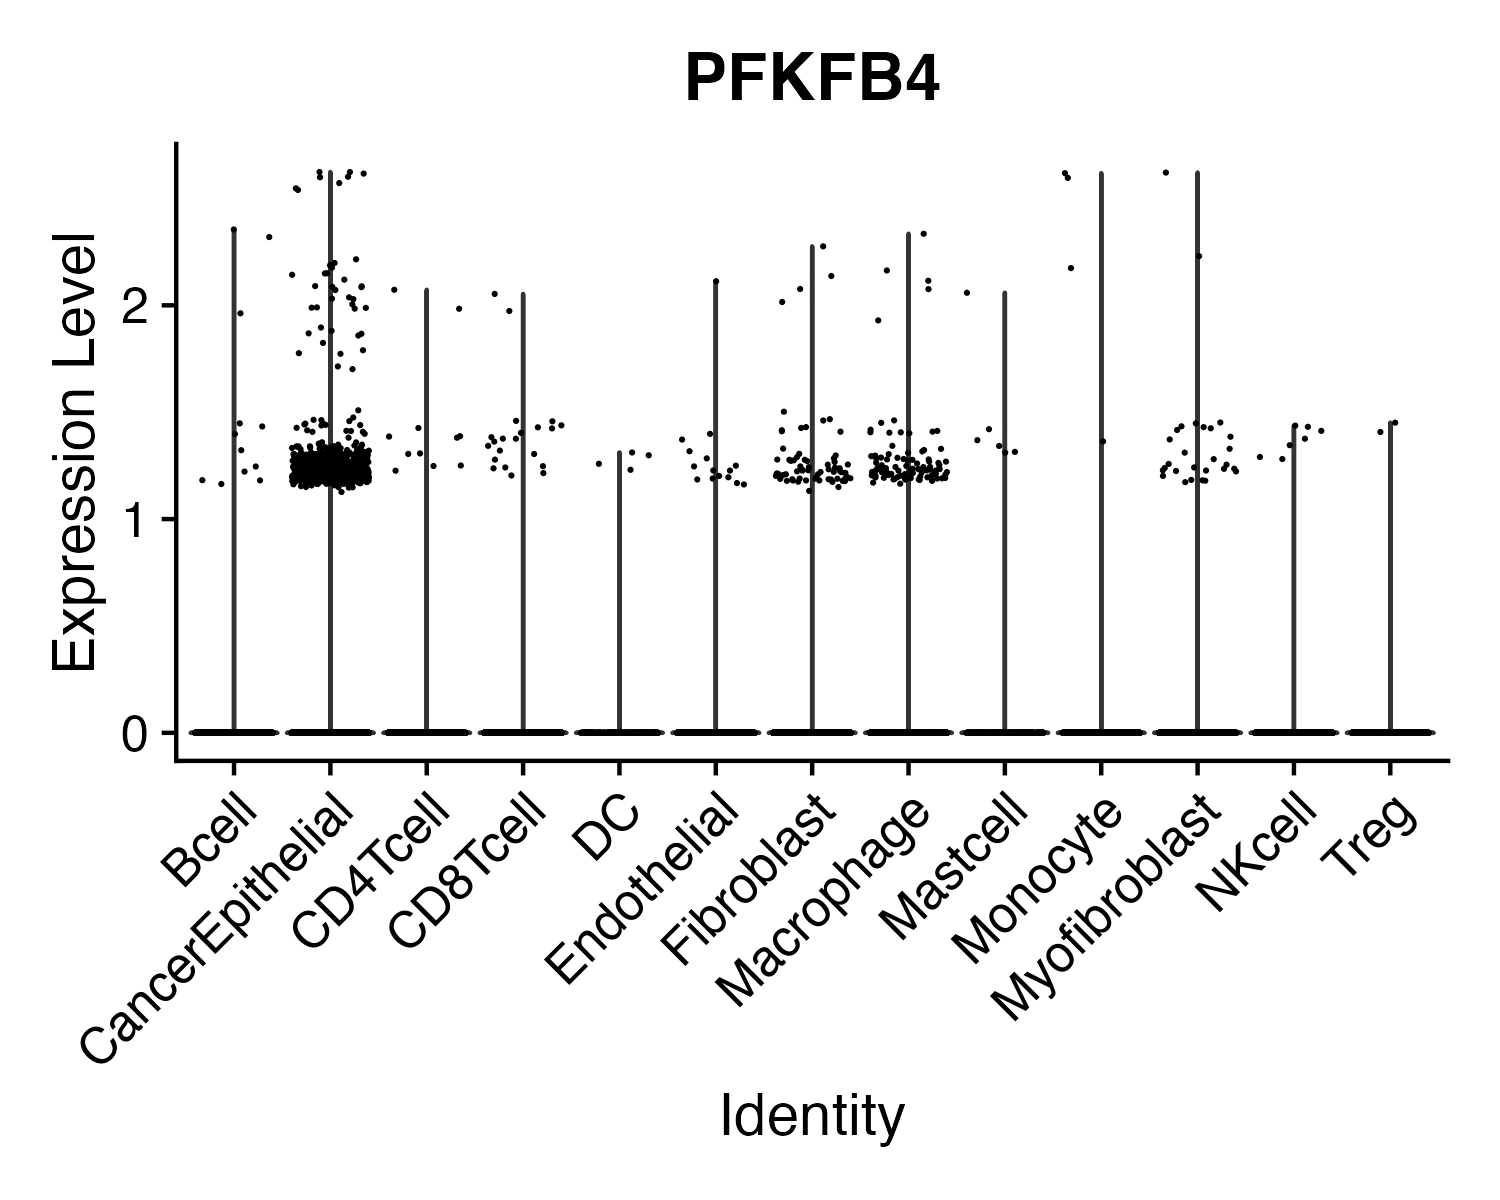 PFKFB4
Expression Level
2
1
0
Bcell
CancerEpithelial
CD4Tcell
CD8Tcell
DC
Endothelial
Fibroblast
Macrophage
Mastcell
Monocyte
Myofibroblast
NKcell
Treg
Identity